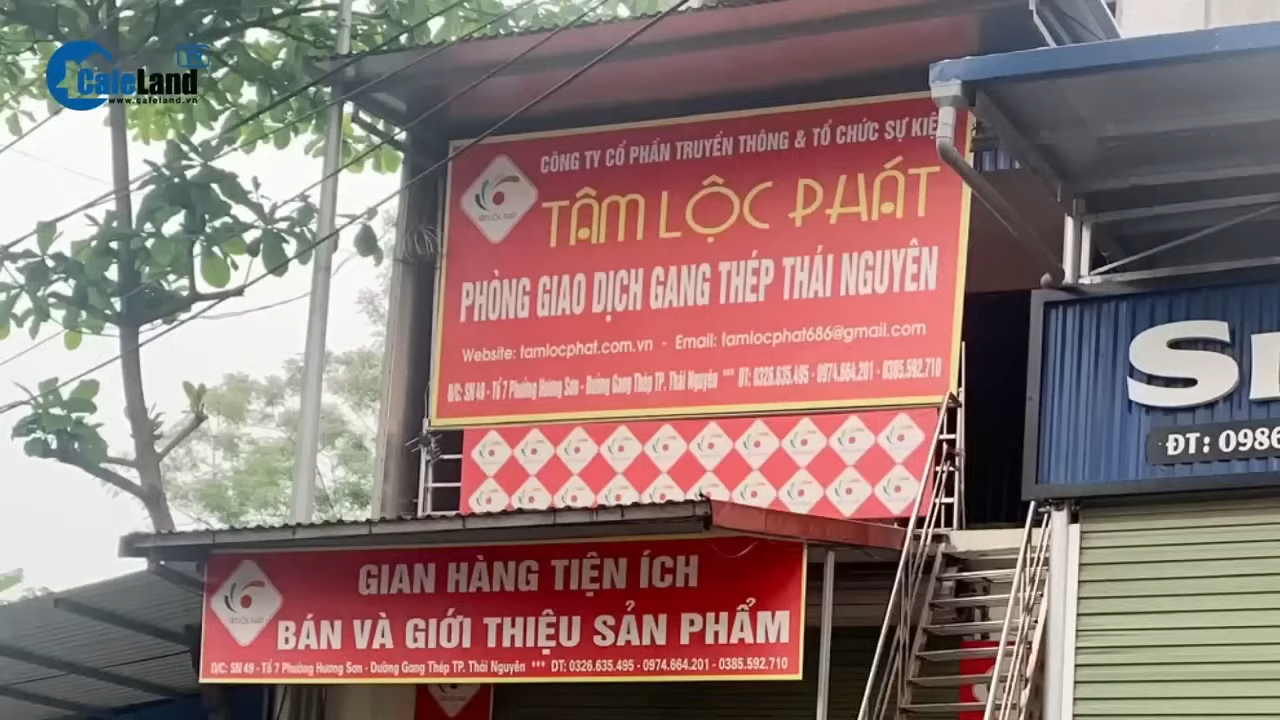 CafeLand
www.cafeland.vn
CÔNG TY CỔ PHẦN TRUYỀN THÔNG & TỔ CHỨC SỰ KIỆ
TÂM LỘC PHÁT
PHÒNG GIAO DỊCH GANG THÉP THÁI NGUYÊN
Website: tamlocphat.com.vn - Email: tamlocphat686@gmail.com
Đ/C: SN 49 - Tổ 7 Phường Hương Sơn - Đường Gang Thép TP. Thái Nguyên *** ĐT: 0326.635.495 - 0974.664.201 - 0385.592.710
GIAN HÀNG TIỆN ÍCH
BÁN VÀ GIỚI THIỆU SẢN PHẨM
Đ/C: SN 49 - Tổ 7 Phường Hương Sơn - Đường Gang Thép TP. Thái Nguyên *** ĐT: 0326.635.495 - 0974.664.201 - 0385.592.710
ĐT: 0986